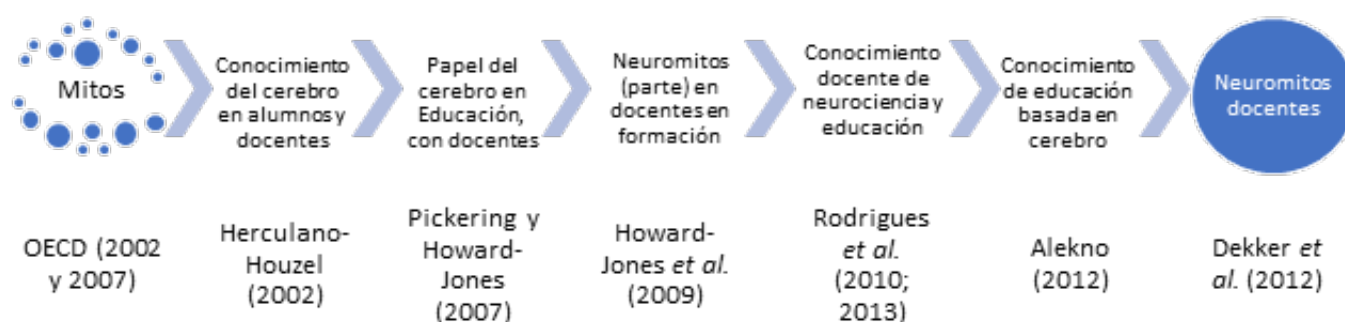 Mitos
Conocimiento
del cerebro
en alumnos y
docentes
Papel del
cerebro en
Educación,
con docentes
Neuromitos
(parte) en
docentes en
formación
Conocimiento
docente de
neurociencia y
educación
Conocimiento
de educación
basada en
cerebro
Neuromitos
docentes
OECD (2002
y 2007)
Herculano-
Houzel
(2002)
Pickering y
Howard-
Jones
(2007)
Howard-
Jones et al.
(2009)
Rodrigues
et al.
(2010;
2013)
Alekno
(2012)
Dekker et
al. (2012)